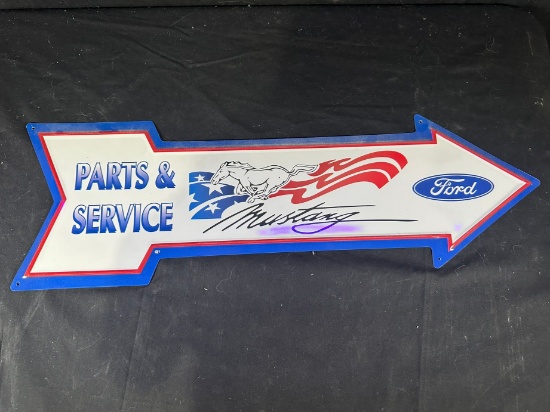 PARTS &
SERVICE
Mustang
Ford